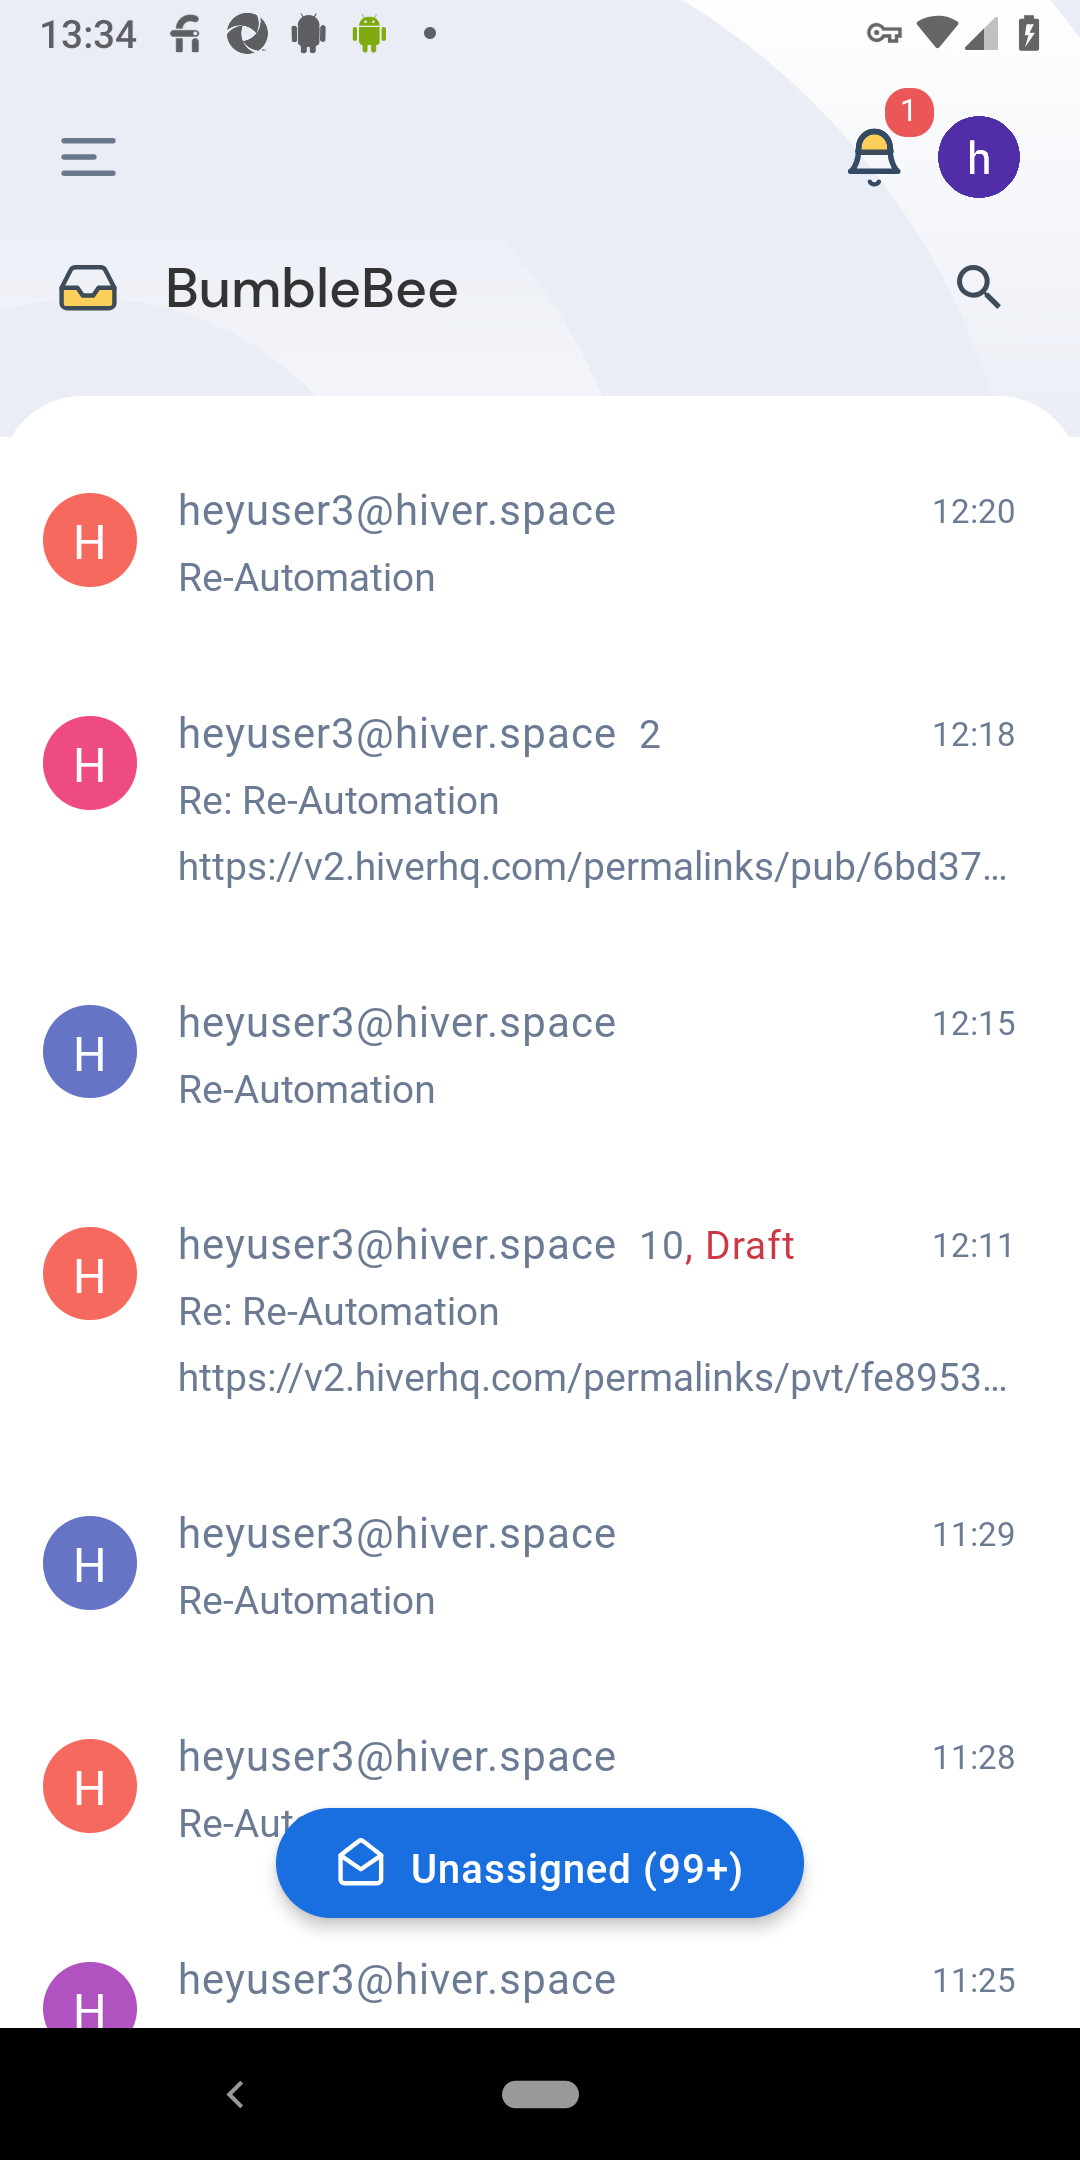 13:34
1
h
BumbleBee
H
heyuser3@hiver.space
12:20
Re-Automation
H
heyuser3@hiver.space 2
12:18
Re: Re-Automation
https://v2.hiverhq.com/permalinks/pub/6bd37...
H
heyuser3@hiver.space
12:15
Re-Automation
H
heyuser3@hiver.space 10, Draft
12:11
Re: Re-Automation
https://v2.hiverhq.com/permalinks/pvt/fe8953...
H
heyuser3@hiver.space
11:29
Re-Automation
H
heyuser3@hiver.space
11:28
Re-Aut
Unassigned (99+)
H
heyuser3@hiver.space
11:25